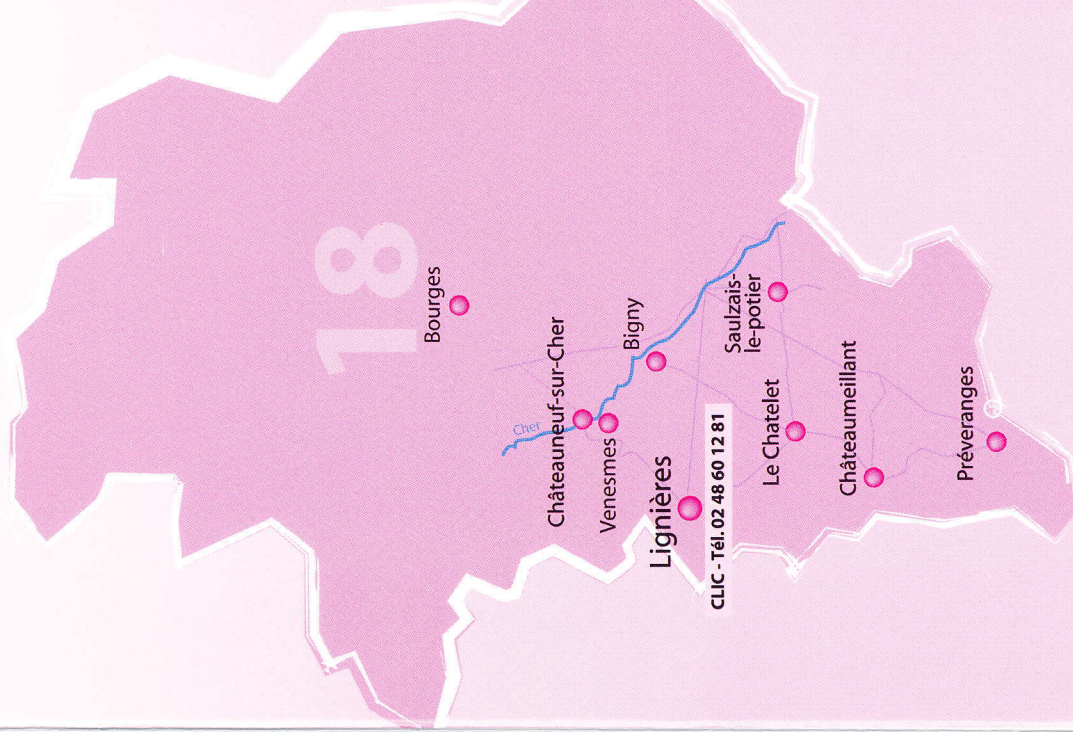 18
Bourges
Cher
Châteauneuf-sur-Cher
Venesmes
Bigny
Lignières
CLIC - Tél. 02 48 60 12 81
Saulzais-
le-potier
Le Chatelet
Châteaumeillant
Préveranges